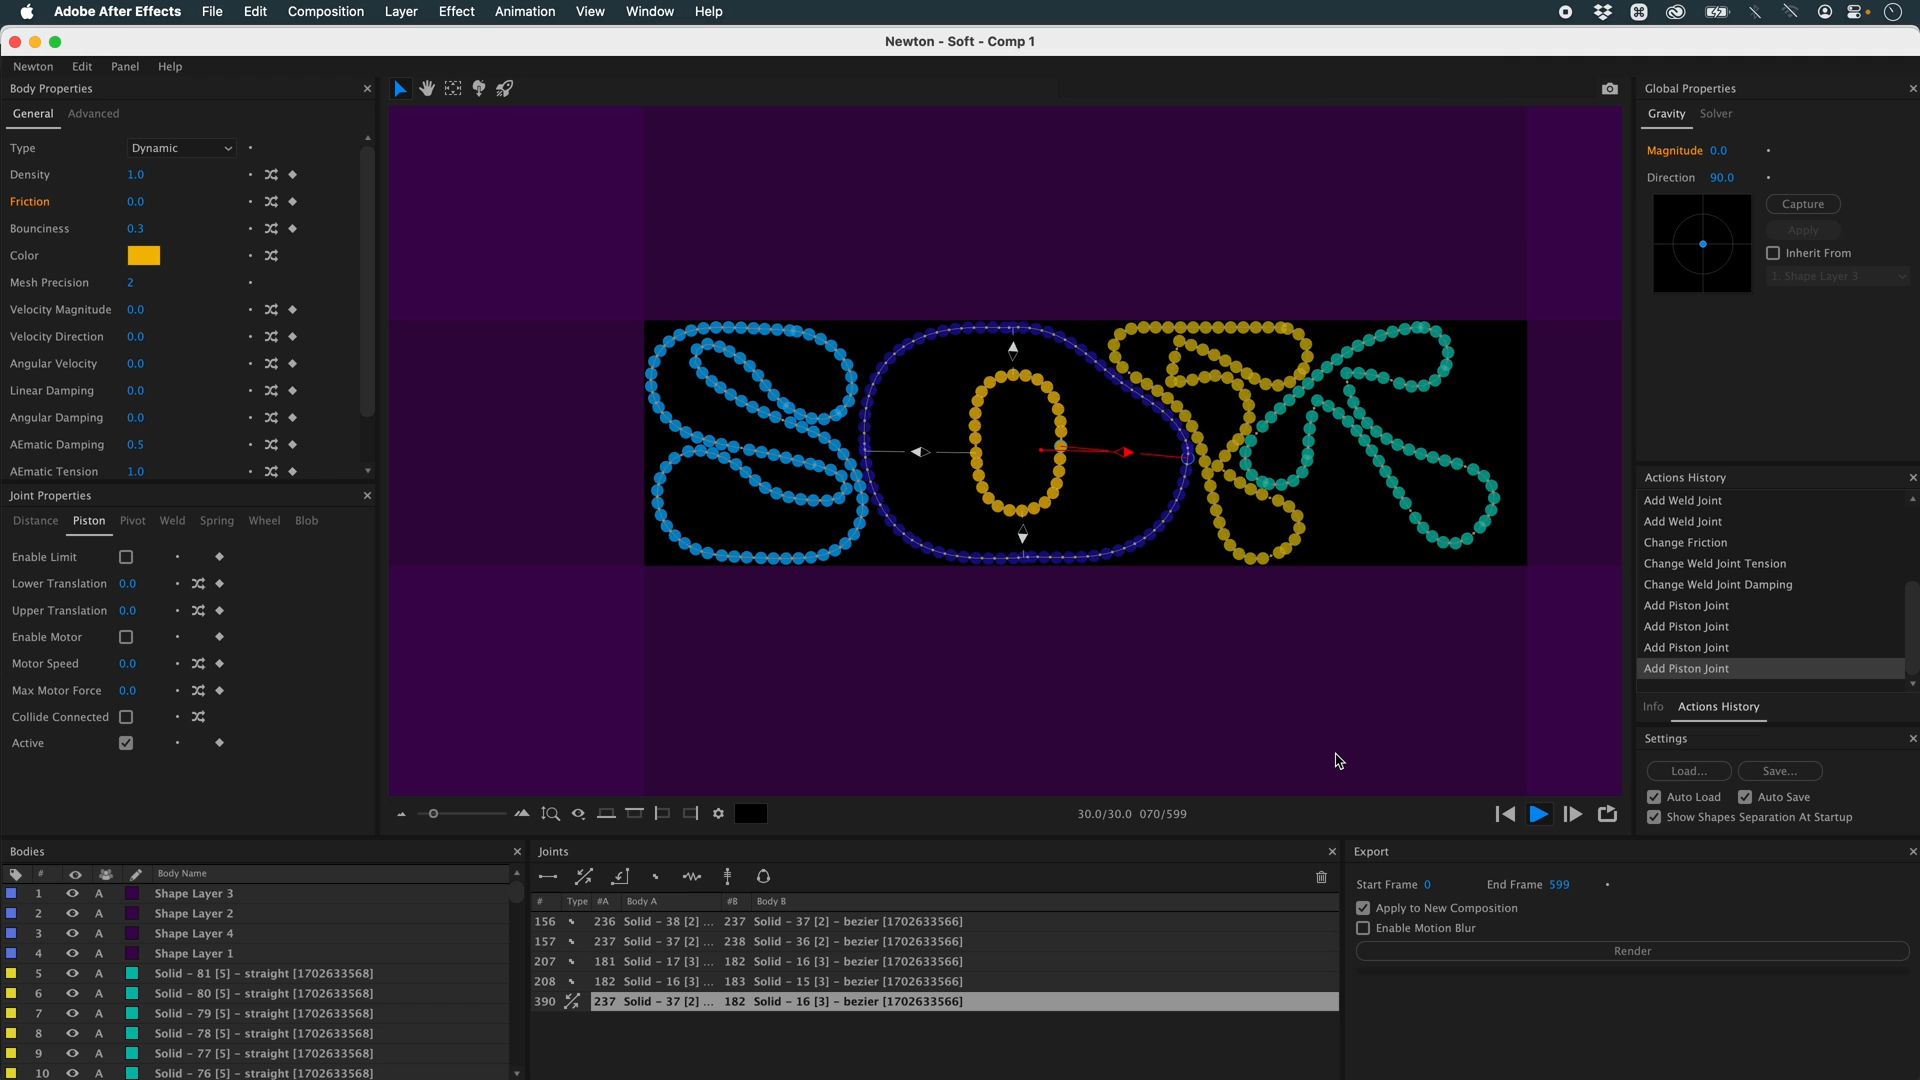 Adobe After Effects File Edit Composition Layer Effect Animation View Window Help
Newton - Soft - Comp 1
Newton Edit Panel Help
Body Properties
General Advanced
Type Dynamic
Density 1.0
Friction 0.0
Bounciness 0.3
Color
Mesh Precision 2
Velocity Magnitude 0.0
Velocity Direction 0.0
Angular Velocity 0.0
Linear Damping 0.0
Angular Damping 0.0
AEmatic Damping 0.5
AEmatic Tension 1.0
Joint Properties
Distance Piston Pivot Weld Spring Wheel Blob
Enable Limit
Lower Translation 0.0
Upper Translation 0.0
Enable Motor
Motor Speed 0.0
Max Motor Force 0.0
Collide Connected
Active
30.0/30.0 070/599
Global Properties
Gravity Solver
Magnitude 0.0
Direction 90.0
Capture
Apply
Inherit From
1. Shape Layer 3
Actions History
Add Weld Joint
Add Weld Joint
Change Friction
Change Weld Joint Tension
Change Weld Joint Damping
Add Piston Joint
Add Piston Joint
Add Piston Joint
Add Piston Joint
Info Actions History
Settings
Load... Save...
Auto Load Auto Save
Show Shapes Separation At Startup
Bodies
# Body Name
1 A Shape Layer 3
2 A Shape Layer 2
3 A Shape Layer 4
4 A Shape Layer 1
5 A Solid - 81 [5] - straight [1702633568]
6 A Solid - 80 [5] - straight [1702633568]
7 A Solid - 79 [5] - straight [1702633568]
8 A Solid - 78 [5] - straight [1702633568]
9 A Solid - 77 [5] - straight [1702633568]
10 A Solid - 76 [5] - straight [1702633568]
Joints
# Type #A Body A #B Body B
156 236 Solid - 38 [2] ... 237 Solid - 37 [2] - bezier [1702633566]
157 237 Solid - 37 [2] ... 238 Solid - 36 [2] - bezier [1702633566]
207 181 Solid - 17 [3] ... 182 Solid - 16 [3] - bezier [1702633566]
208 182 Solid - 16 [3] ... 183 Solid - 15 [3] - bezier [1702633566]
390 237 Solid - 37 [2] ... 182 Solid - 16 [3] - bezier [1702633566]
Export
Start Frame 0 End Frame 599
Apply to New Composition
Enable Motion Blur
Render